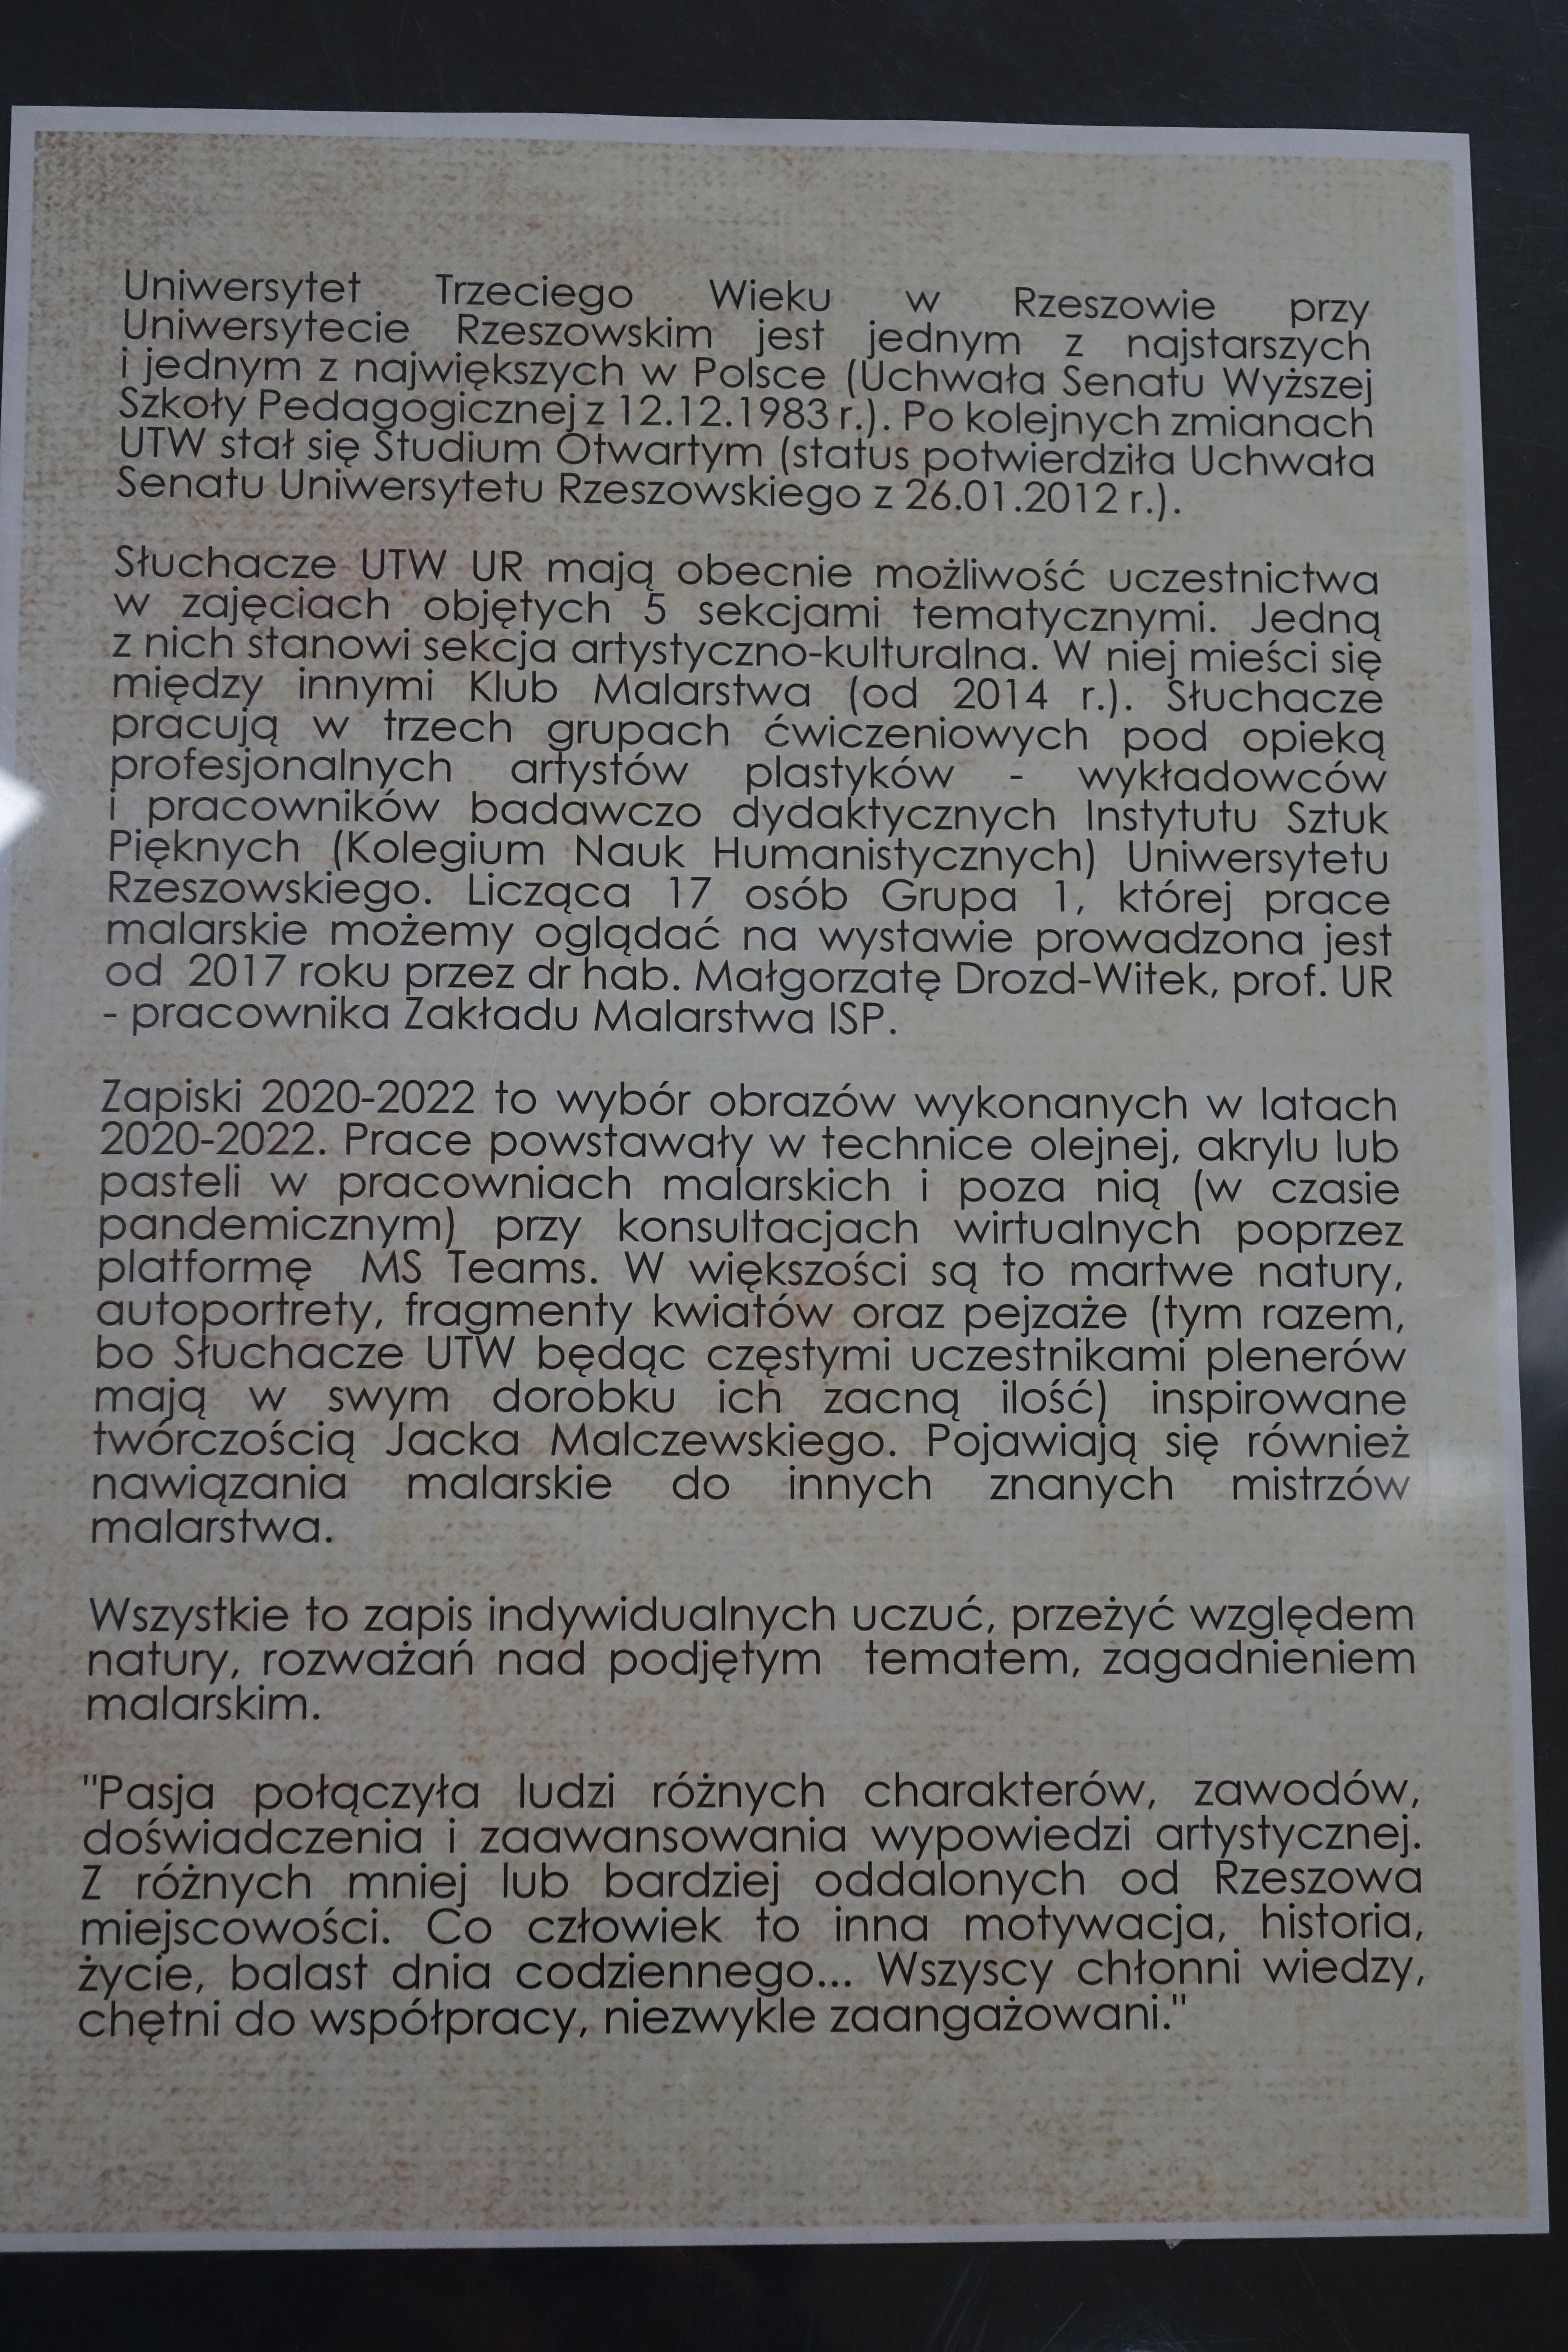 Uniwersytet Trzeciego Wieku w Rzeszowie przy
Uniwersytecie Rzeszowskim jest jednym z najstarszych
i jednym z największych w Polsce (Uchwała Senatu Wyższej
Szkoły Pedagogicznej z 12.12.1983 r.). Po kolejnych zmianach
UTW stał się Studium Otwartym (status potwierdziła Uchwała
Senatu Uniwersytetu Rzeszowskiego z 26.01.2012 r.).
Słuchacze UTW UR mają obecnie możliwość uczestnictwa
w zajęciach objętych 5 sekcjami tematycznymi. Jedną
z nich stanowi sekcja artystyczno-kulturalna. W niej mieści się
między innymi Klub Malarstwa (od 2014 r.). Słuchacze
pracują w trzech grupach ćwiczeniowych pod opieką
profesjonalnych artystów plastyków - wykładowców
i pracowników badawczo dydaktycznych Instytutu Sztuk
Pięknych (Kolegium Nauk Humanistycznych) Uniwersytetu
Rzeszowskiego. Licząca 17 osób Grupa 1, której prace
malarskie możemy oglądać na wystawie prowadzona jest
od 2017 roku przez dr hab. Małgorzatę Drozd-Witek, prof. UR
- pracownika Zakładu Malarstwa ISP.
Zapiski 2020-2022 to wybór obrazów wykonanych w latach
2020-2022. Prace powstawały w technice olejnej, akrylu lub
pasteli w pracowniach malarskich i poza nią (w czasie
pandemicznym) przy konsultacjach wirtualnych poprzez
platformę MS Teams. W większości są to martwe natury,
autoportrety, fragmenty kwiatów oraz pejzaże (tym razem,
bo Słuchacze UTW będąc częstymi uczestnikami plenerów
mają w swym dorobku ich zacną ilość) inspirowane
twórczością Jacka Malczewskiego. Pojawiają się również
nawiązania malarskie do innych znanych mistrzów
malarstwa.
Wszystkie to zapis indywidualnych uczuć, przeżyć względem
natury, rozważań nad podjętym tematem, zagadnieniem
malarskim.
"Pasja połączyła ludzi różnych charakterów, zawodów,
doświadczenia i zaawansowania wypowiedzi artystycznej.
Z różnych mniej lub bardziej oddalonych od Rzeszowa
miejscowości. Co człowiek to inna motywacja, historia,
życie, balast dnia codziennego... Wszyscy chłonni wiedzy,
chętni do współpracy, niezwykle zaangażowani."